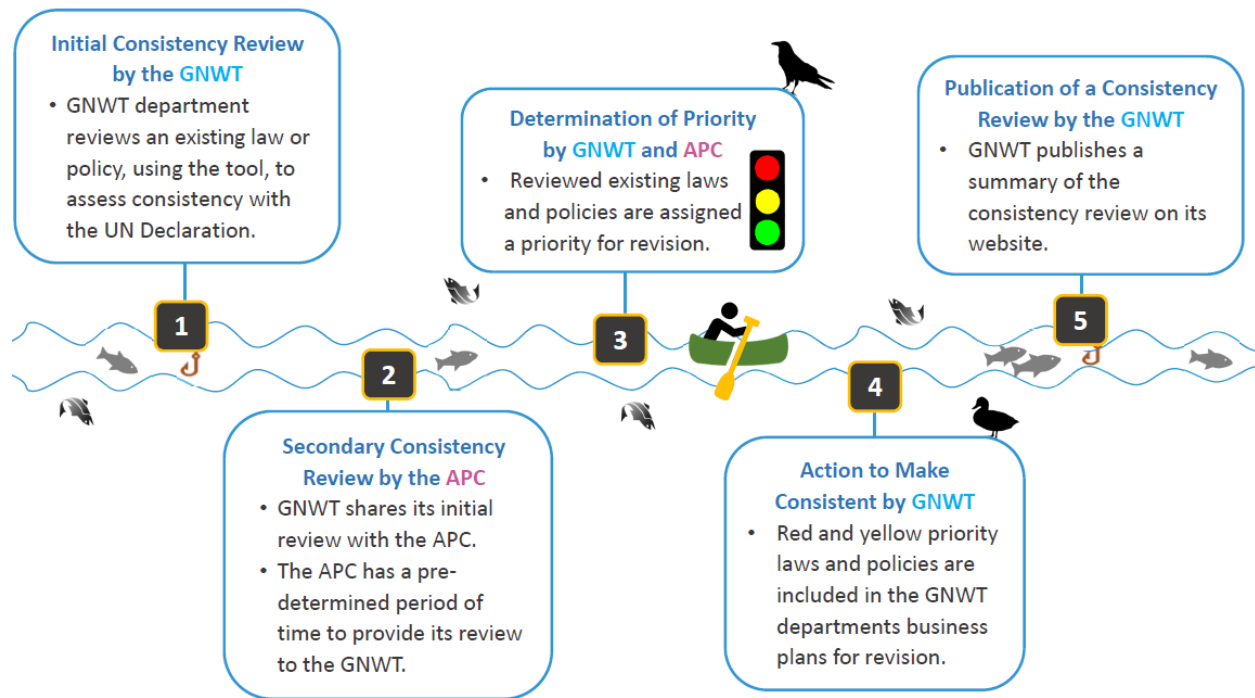 Initial Consistency Review
by the GNWT
• GNWT department
reviews an existing law or
policy, using the tool, to
assess consistency with
the UN Declaration.
1
Secondary Consistency
Review by the APC
• GNWT shares its initial
review with the APC.
• The APC has a pre-
determined period of
time to provide its review
to the GNWT.
2
Determination of Priority
by GNWT and APC
• Reviewed existing laws
and policies are assigned
a priority for revision.
3
Action to Make
Consistent by GNWT
• Red and yellow priority
laws and policies are
included in the GNWT
departments business
plans for revision.
4
Publication of a Consistency
Review by the GNWT
• GNWT publishes a
summary of the
consistency review on its
website.
5